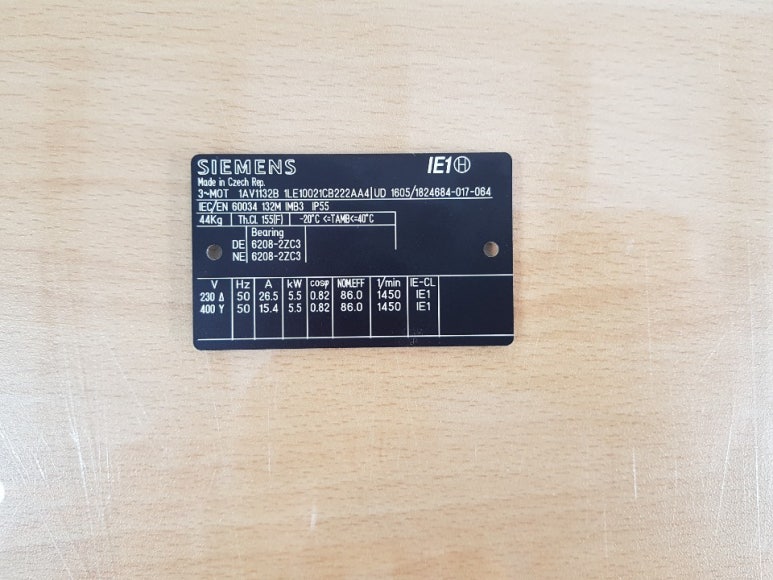 SIEMENS IE1 H
Made in Czech Rep.
3~MOT 1AV1132B 1LE10021CB222AA4 UD 1605/1824684-017-064
IEC/EN 60034 132M IMB3 IP55
44Kg Th.Cl. 155(F) -20°C <=TAMB<=40°C
Bearing
DE 6208-2ZC3
NE 6208-2ZC3
V Hz A kW cosφ NOM.EFF 1/min IE-CL
230 Δ 50 26.5 5.5 0.82 86.0 1450 IE1
400 Y 50 15.4 5.5 0.82 86.0 1450 IE1